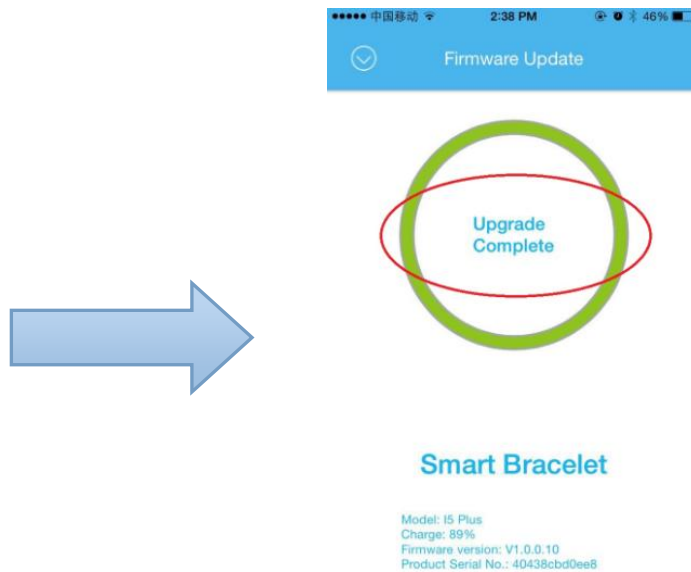 中国移动 2:38 PM 46%
Firmware Update
Upgrade
Complete
Smart Bracelet
Model: I5 Plus
Charge: 89%
Firmware version: V1.0.0.10
Product Serial No.: 40438cbd0ee8